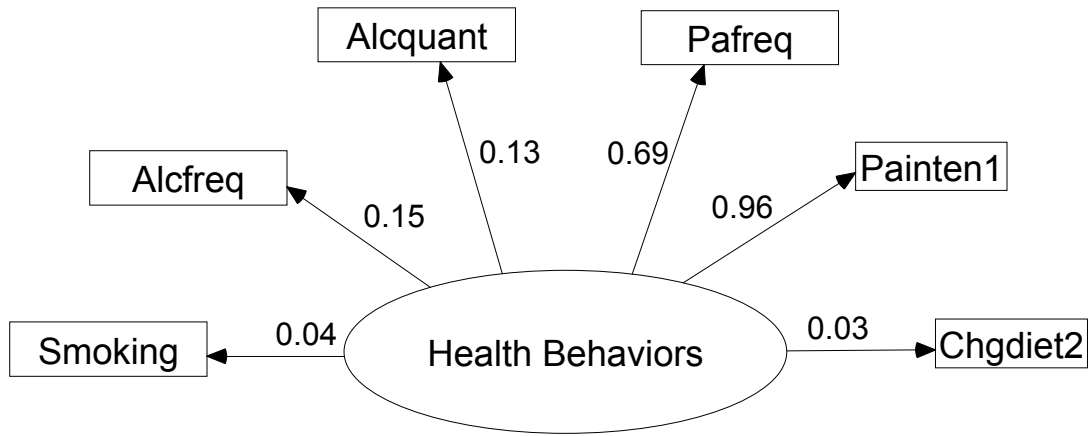 Alcquant
Pafreq
0.13
0.69
Alcfreq
Painten1
0.15
0.96
Smoking
0.04
Health Behaviors
0.03
Chgdiet2